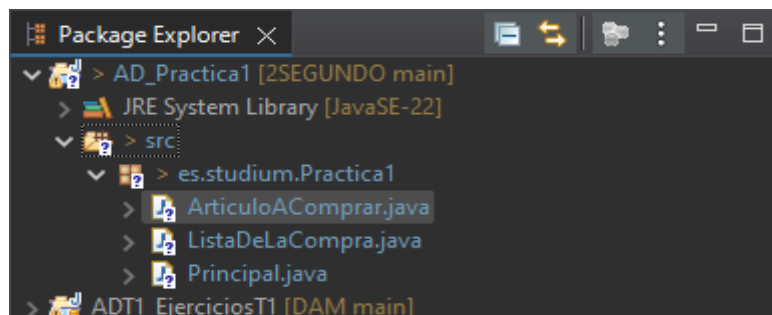 Package Explorer
> AD_Practica1 [2SEGUNDO main]
JRE System Library [JavaSE-22]
> src
> es.studium.Practica1
ArticuloAComprar.java
ListaDeLaCompra.java
Principal.java
ADT1_EjerciciosT1 [DAM main]